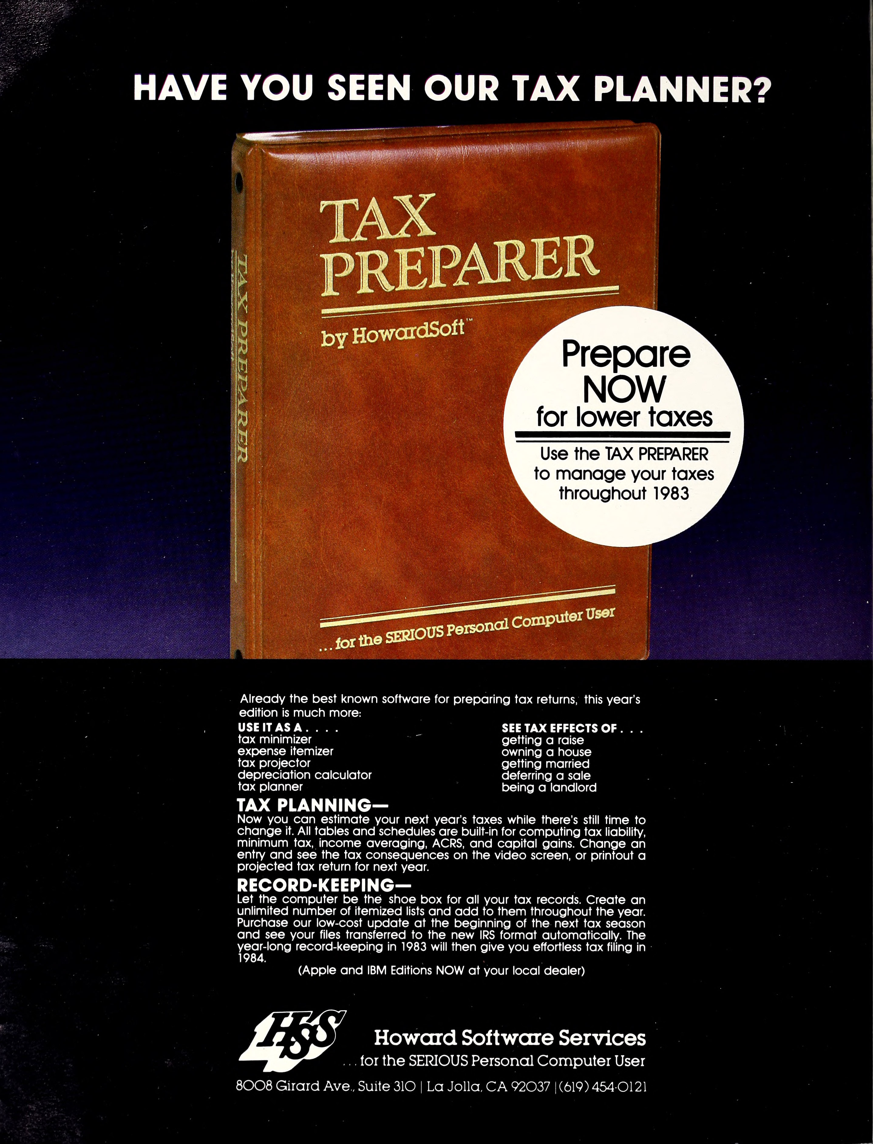 HAVE YOU SEEN OUR TAX PLANNER?
TAX
PREPARER
by HowardSoft™
TAX PREPARER
Prepare
NOW
for lower taxes
Use the TAX PREPARER
to manage your taxes
throughout 1983
...for the SERIOUS Personal Computer User
Already the best known software for preparing tax returns, this year's
edition is much more:
USE IT AS A . . . .
tax minimizer
expense itemizer
tax projector
depreciation calculator
tax planner
SEE TAX EFFECTS OF . . .
getting a raise
owning a house
getting married
deferring a sale
being a landlord
TAX PLANNING—
Now you can estimate your next year's taxes while there's still time to
change it. All tables and schedules are built-in for computing tax liability,
minimum tax, income averaging, ACRS, and capital gains. Change an
entry and see the tax consequences on the video screen, or printout a
projected tax return for next year.
RECORD-KEEPING—
Let the computer be the shoe box for all your tax records. Create an
unlimited number of itemized lists and add to them throughout the year.
Purchase our low-cost update at the beginning of the next tax season
and see your files transferred to the new IRS format automatically. The
year-long record-keeping in 1983 will then give you effortless tax filing in
1984.
(Apple and IBM Editions NOW at your local dealer)
HSS
Howard Software Services
...for the SERIOUS Personal Computer User
8008 Girard Ave., Suite 310 | La Jolla, CA 92037 | (619) 454-0121